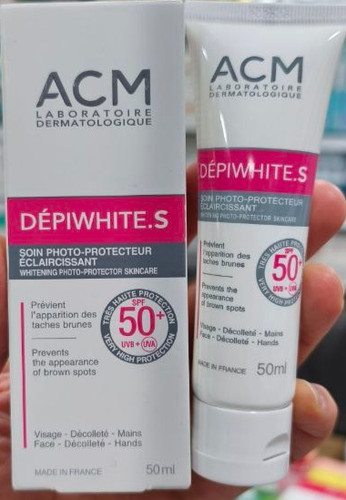 ACM
LABORATOIRE
DERMATOLOGIQUE
DÉPIWHITE.S
SOIN PHOTO-PROTECTEUR
ÉCLAIRCISSANT
WHITENING PHOTO-PROTECTOR SKINCARE
Prévient
l'apparition des
taches brunes
Prevents
the appearance
of brown spots
TRÈS HAUTE PROTECTION
SPF
50+
UVB + UVA
VERY HIGH PROTECTION
Visage - Décolleté - Mains
Face - Décolleté - Hands
MADE IN FRANCE
50ml
ACM
LABORATOIRE
DERMATOLOGIQUE
DÉPIWHITE.S
SOIN PHOTO-PROTECTEUR
ÉCLAIRCISSANT
WHITENING PHOTO-PROTECTOR SKINCARE
Prévient
l'apparition des
taches brunes
Prevents the
appearance of
brown spots
TRÈS HAUTE PROTECTION
SPF
50+
UVB + UVA
VERY HIGH PROTECTION
Visage - Décolleté - Mains
Face - Décolleté - Hands
MADE IN FRANCE
50ml